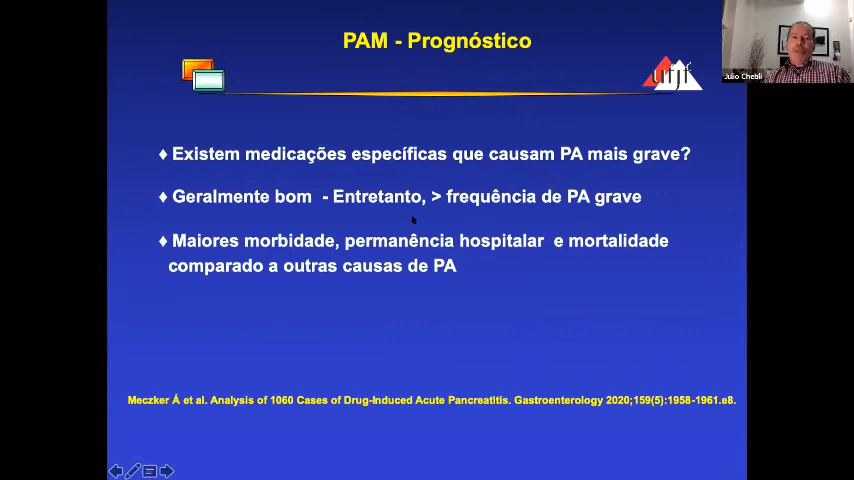 PAM - Prognóstico
ufjf
Julio Chebli
♦ Existem medicações específicas que causam PA mais grave?
♦ Geralmente bom - Entretanto, > frequência de PA grave
♦ Maiores morbidade, permanência hospitalar e mortalidade
comparado a outras causas de PA
Meczker Á et al. Analysis of 1060 Cases of Drug-Induced Acute Pancreatitis. Gastroenterology 2020;159(5):1958-1961.e8.